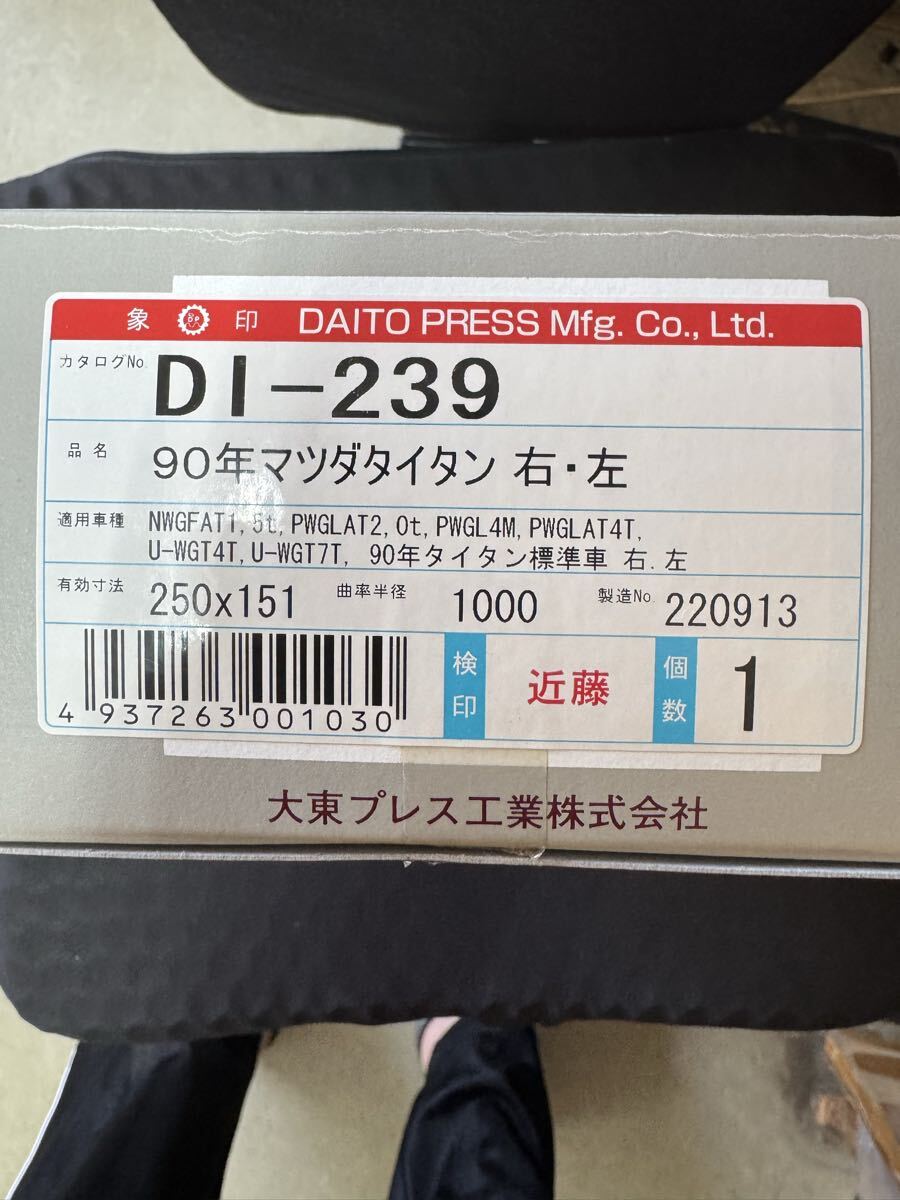 象 印 DAITO PRESS Mfg. Co., Ltd.
カタログNo. DI-239
品名 90年マツダタイタン 右・左
適用車種 NWGFAT1,5t,PWGLAT2,0t,PWGL4M,PWGLAT4T,
U-WGT4T,U-WGT7T, 90年タイタン標準車 右.左
有効寸法 250x151 曲率半径 1000 製造No. 220913
4 937263 001030 検印 近藤 個数 1
大東プレス工業株式会社